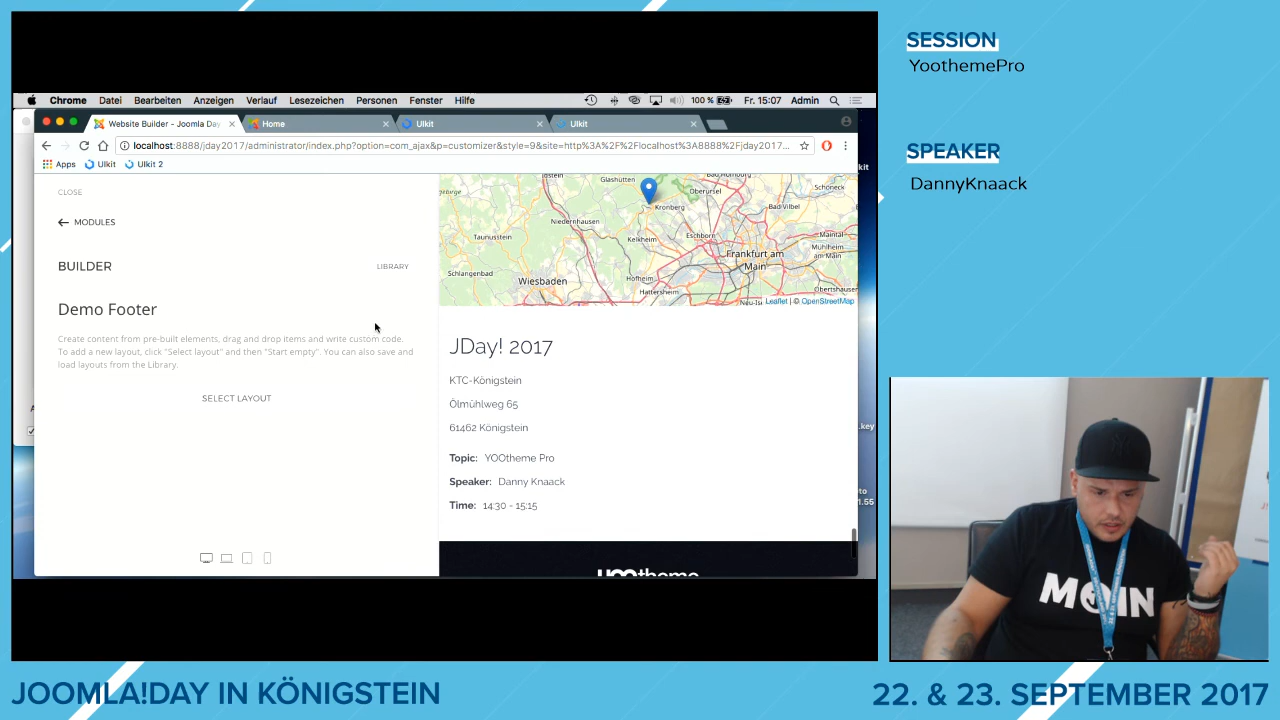 SESSION
YoothemePro
SPEAKER
DannyKnaack
Chrome Datei Bearbeiten Anzeigen Verlauf Lesezeichen Personen Fenster Hilfe 100 % Fr. 15:07 Admin
Website Builder - Joomla Day
Home
UIkit
UIkit
localhost:8888/jday2017/administrator/index.php?option=com_ajax&p=customizer&style=9&site=http%3A%2F%2Flocalhost%3A8888%2Fjday2017...
Apps UIkit UIkit 2
CLOSE
MODULES
BUILDER
LIBRARY
Demo Footer
Create content from pre-built elements, drag and drop items and write custom code.
To add a new layout, click "Select layout" and then "Start empty". You can also save and
load layouts from the Library.
SELECT LAYOUT
Glashütten
Oberursel
Schöneck
Kronberg
Bad Vilbel
Niedernhausen
Taunusstein
Kelkheim
Eschborn
Maintal
Mühlheim
am Main
Frankfurt am
Main
Schlangenbad
Hofheim
Wiesbaden
Hattersheim
Obertshausen
Leaflet | © OpenStreetMap
JDay! 2017
KTC-Königstein
Ölmühlweg 65
61462 Königstein
Topic: YOOtheme Pro
Speaker: Danny Knaack
Time: 14:30 - 15:15
yootheme
kit
.key
1.55
MOIN
JOOMLA!DAY IN KÖNIGSTEIN
22. & 23. SEPTEMBER 2017